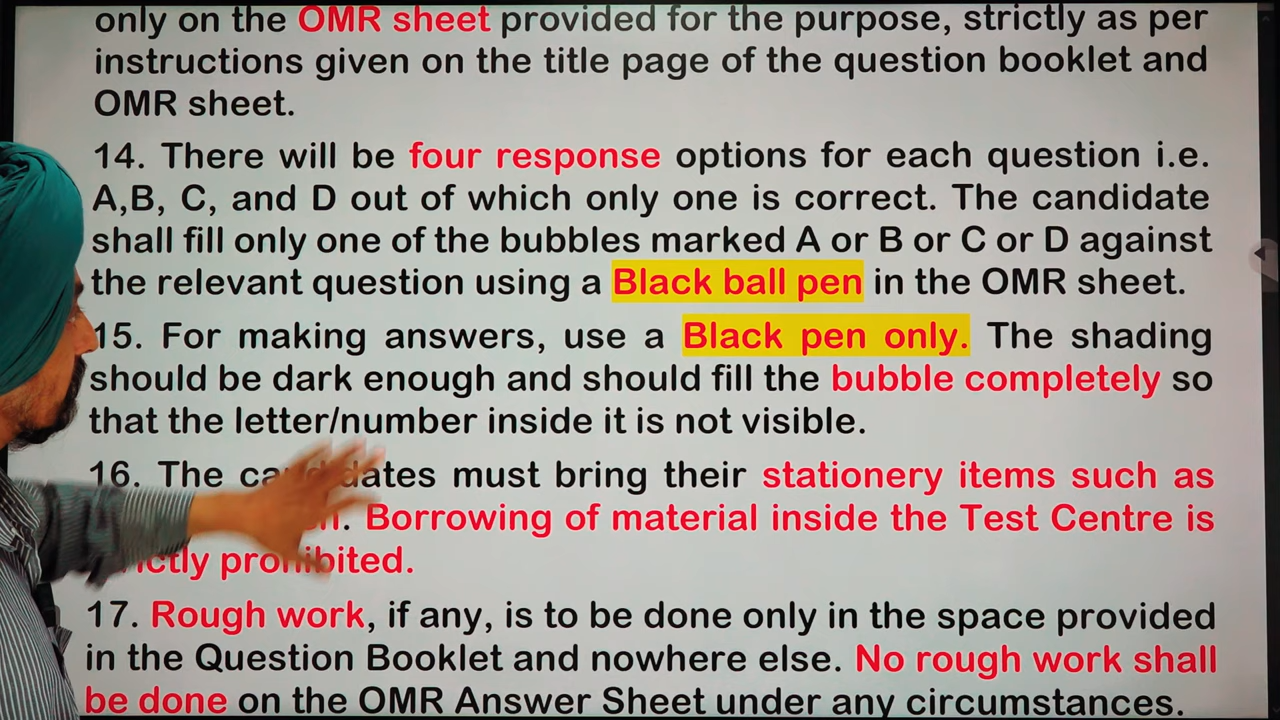 only on the OMR sheet provided for the purpose, strictly as per
instructions given on the title page of the question booklet and
OMR sheet.
14. There will be four response options for each question i.e.
A,B, C, and D out of which only one is correct. The candidate
shall fill only one of the bubbles marked A or B or C or D against
the relevant question using a Black ball pen in the OMR sheet.
15. For making answers, use a Black pen only. The shading
should be dark enough and should fill the bubble completely so
that the letter/number inside it is not visible.
16. The candidates must bring their stationery items such as
. Borrowing of material inside the Test Centre is
strictly prohibited.
17. Rough work, if any, is to be done only in the space provided
in the Question Booklet and nowhere else. No rough work shall
be done on the OMR Answer Sheet under any circumstances.